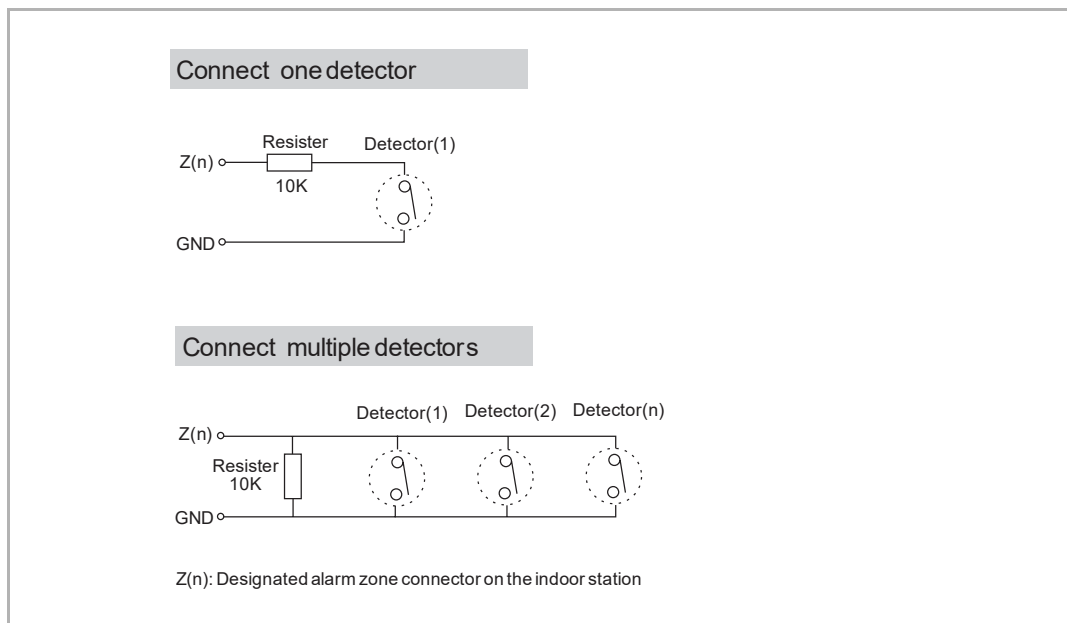 Connect one detector
Resister
Detector(1)
Z(n)
10K
GND
Connect multiple detectors
Detector(1) Detector(2) Detector(n)
Z(n)
Resister
10K
GND
Z(n): Designated alarm zone connector on the indoor station